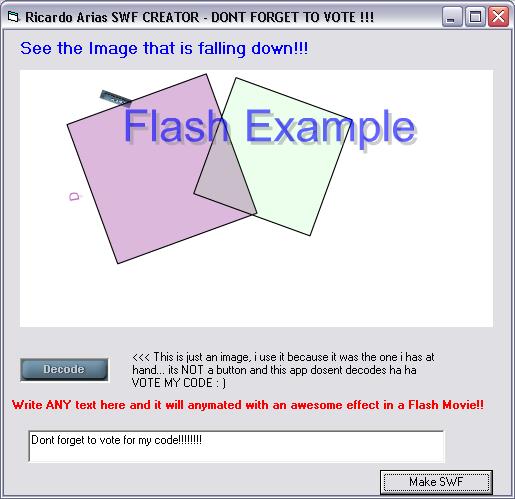 Ricardo Arias SWF CREATOR - DONT FORGET TO VOTE !!!
See the Image that is falling down!!!
Flash Example
D
Decode
<<< This is just an image, i use it because it was the one i has at
hand... its NOT a button and this app dosent decodes ha ha
VOTE MY CODE : )
Write ANY text here and it will anymated with an awesome effect in a Flash Movie!!
Dont forget to vote for my code!!!!!!!!
Make SWF